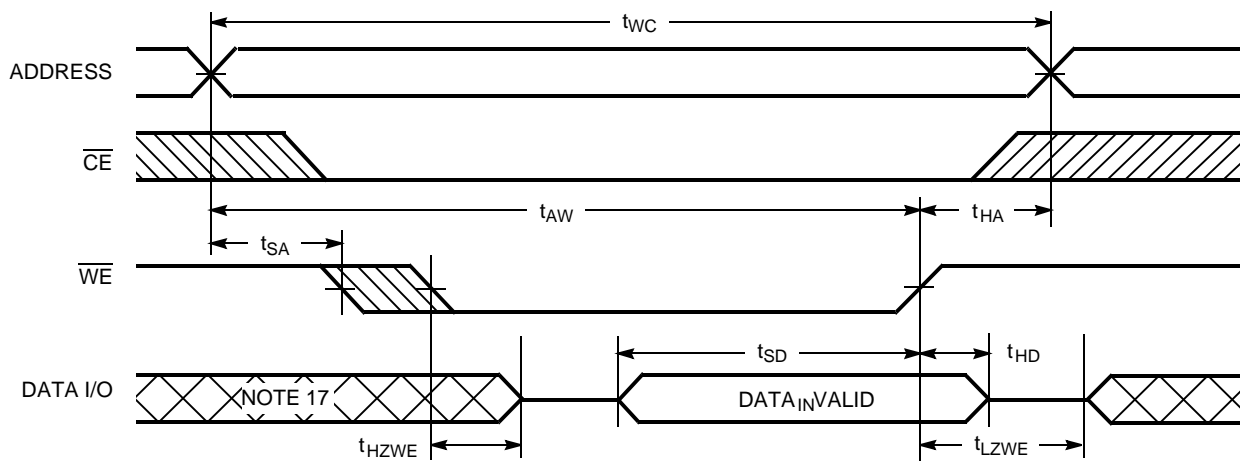 tWC
ADDRESS
CE
tAW
tHA
tSA
WE
tSD
tHD
DATA I/O
NOTE 17
DATAINVALID
tHZWE
tLZWE